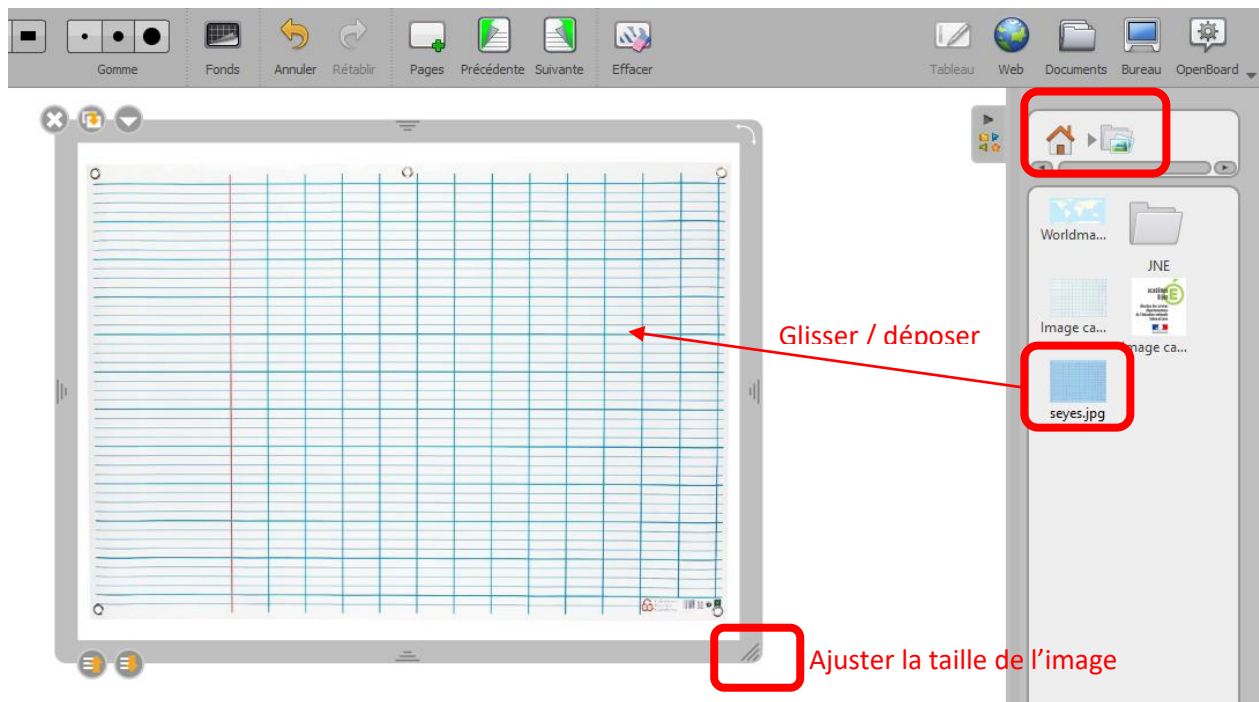 Gomme
Fonds
Annuler
Rétablir
Pages
Précédente
Suivante
Effacer
Tableau
Web
Documents
Bureau
OpenBoard
Worldma...
JNE
Image ca...
Image ca...
seyes.jpg
Glisser / déposer
Ajuster la taille de l’image